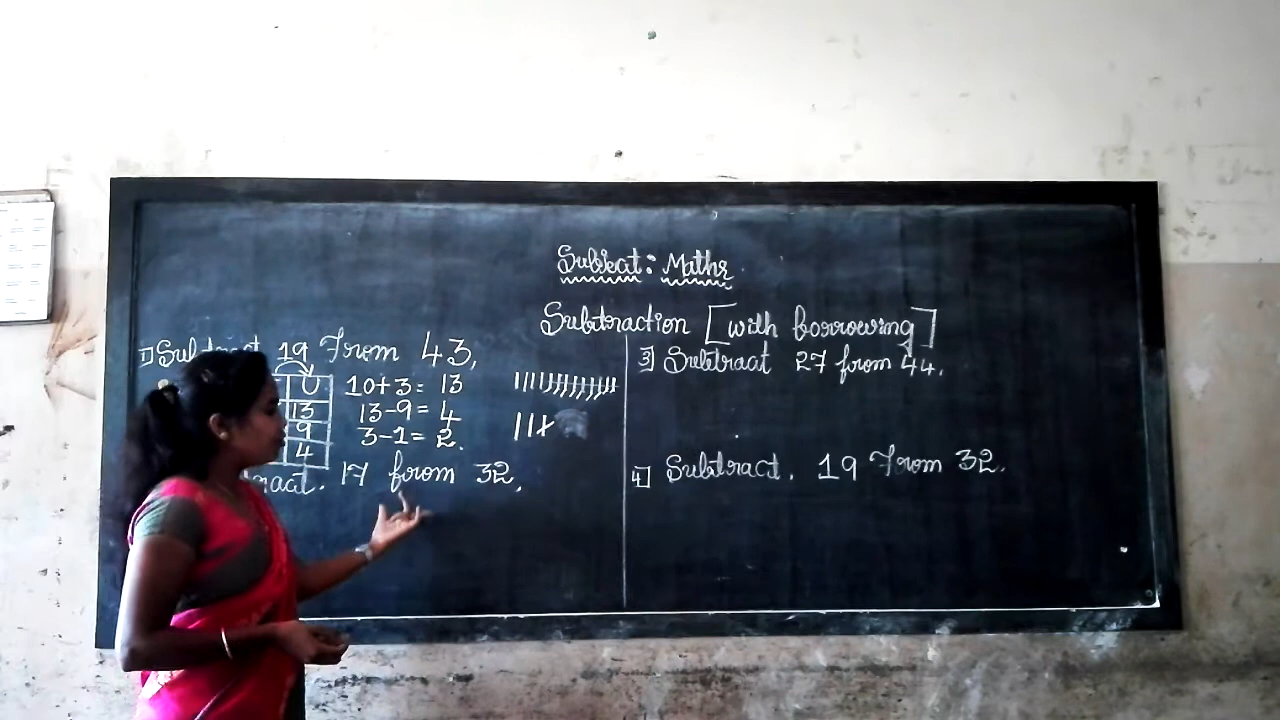 Subject: Maths
Subtraction [with borrowing]
1) Subtract 19 from 43,
U
13
9
4
10+3= 13
13-9= 4
3-1= 2.
17 from 32,
3] Subtract 27 from 44.
4] Subtract. 19 from 32.